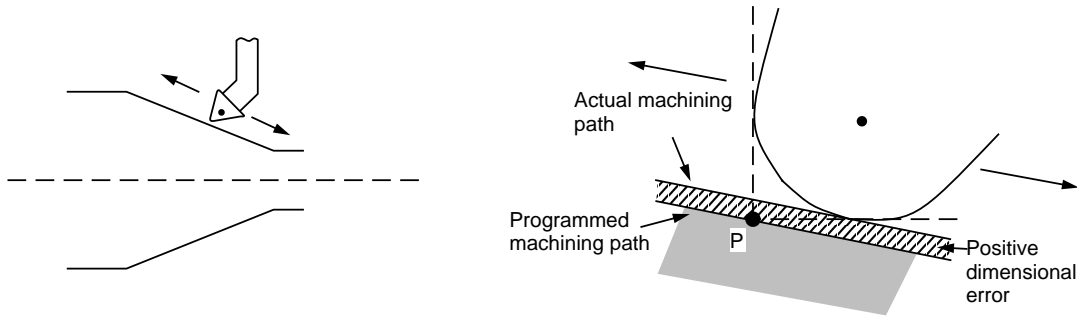 Actual machining
path
Programmed
machining path
P
Positive
dimensional
error